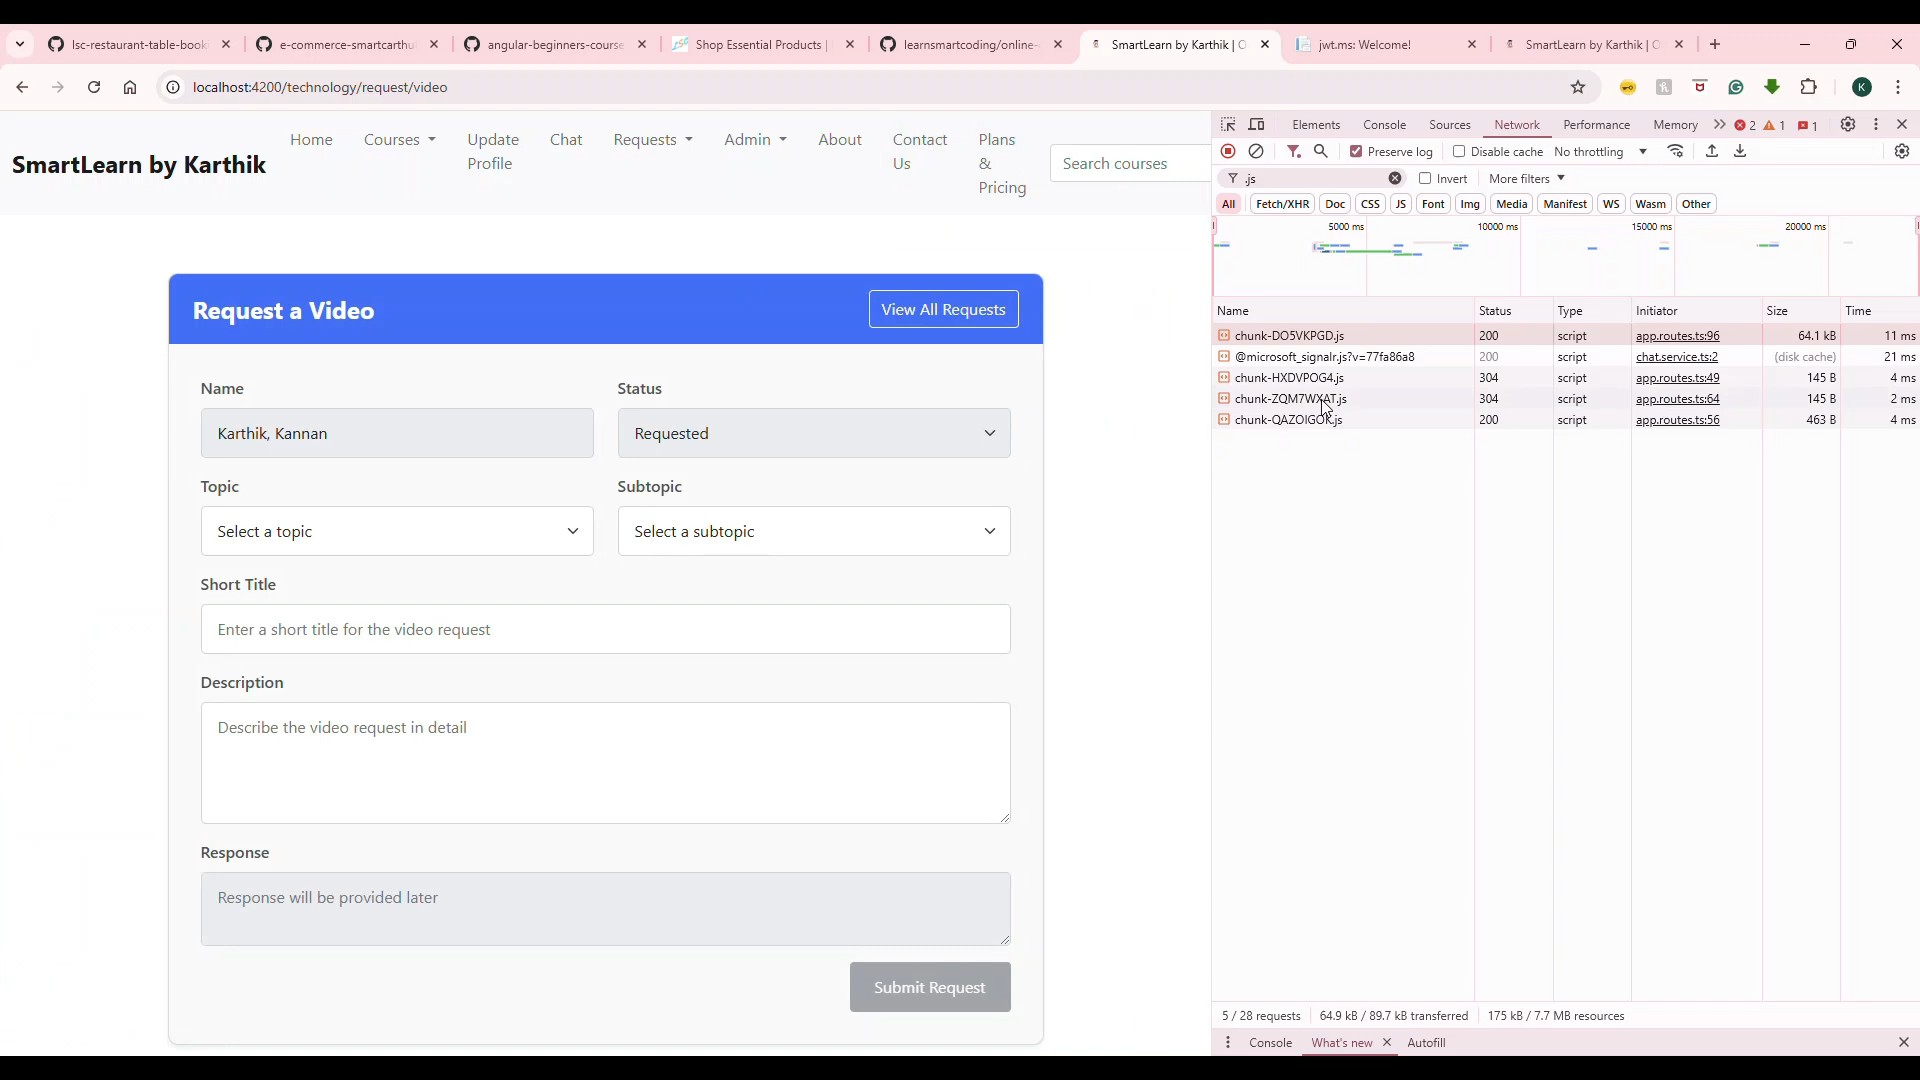 lsc-restaurant-table-book
e-commerce-smartcarthu
angular-beginners-course
Shop Essential Products |
learnsmartcoding/online-
SmartLearn by Karthik | O
jwt.ms: Welcome!
SmartLearn by Karthik | O
localhost:4200/technology/request/video
K
SmartLearn by Karthik
Home
Courses
Update Profile
Chat
Requests
Admin
About
Contact Us
Plans & Pricing
Search courses
Request a Video
View All Requests
Name
Status
Karthik, Kannan
Requested
Topic
Subtopic
Select a topic
Select a subtopic
Short Title
Enter a short title for the video request
Description
Describe the video request in detail
Response
Response will be provided later
Submit Request
Elements Console Sources Network Performance Memory 2 1 1
Preserve log Disable cache No throttling
.js Invert More filters
All Fetch/XHR Doc CSS JS Font Img Media Manifest WS Wasm Other
5000 ms 10000 ms 15000 ms 20000 ms
Name Status Type Initiator Size Time
chunk-DO5VKPGD.js 200 script app.routes.ts:96 64.1 kB 11 ms
@microsoft_signalr.js?v=77fa86a8 200 script chat.service.ts:2 (disk cache) 21 ms
chunk-HXDVPOG4.js 304 script app.routes.ts:49 145 B 4 ms
chunk-ZQM7WXAT.js 304 script app.routes.ts:64 145 B 2 ms
chunk-QAZOIGOK.js 200 script app.routes.ts:56 463 B 4 ms
5 / 28 requests 64.9 kB / 89.7 kB transferred 175 kB / 7.7 MB resources
Console What's new Autofill